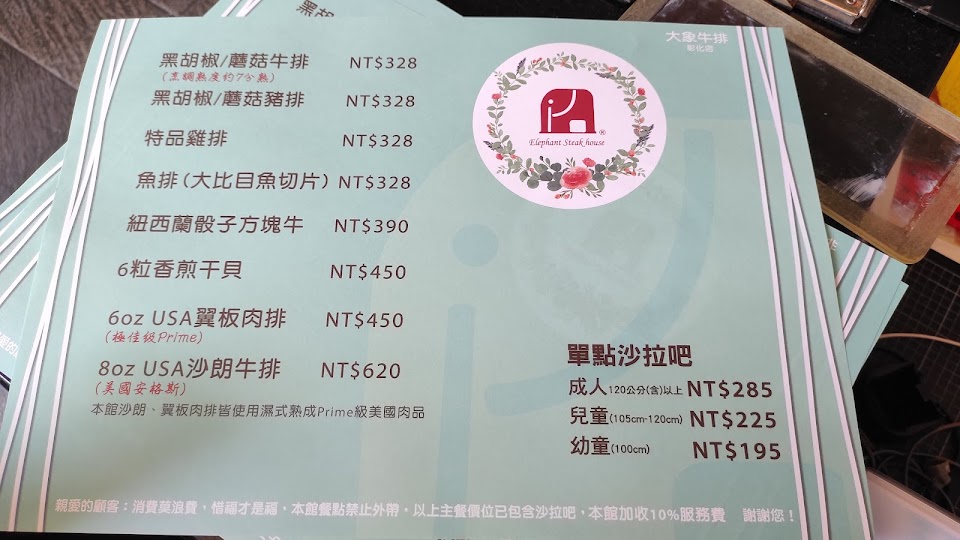 大象牛排
彰化店
黑胡椒/蘑菇牛排 NT$328
(烹調熟度約7分熟)
黑胡椒/蘑菇豬排 NT$328
特品雞排 NT$328
魚排(大比目魚切片) NT$328
紐西蘭骰子方塊牛 NT$390
6粒香煎干貝 NT$450
6oz USA翼板肉排 NT$450
(極佳級Prime)
8oz USA沙朗牛排 NT$620
(美國安格斯)
本館沙朗、翼板肉排皆使用濕式熟成Prime級美國肉品
Elephant Steak house
單點沙拉吧
成人120公分(含)以上 NT$285
兒童(105cm-120cm) NT$225
幼童(100cm) NT$195
親愛的顧客：消費莫浪費，惜福才是福，本館餐點禁止外帶。以上主餐價位已包含沙拉吧，本館加收10%服務費 謝謝您！
黑胡